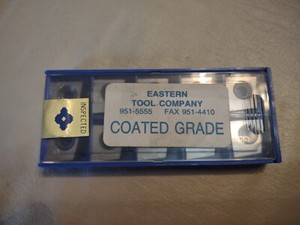 EASTERN
TOOL COMPANY
951-5555 FAX 951-4410
COATED GRADE
INSPECTED